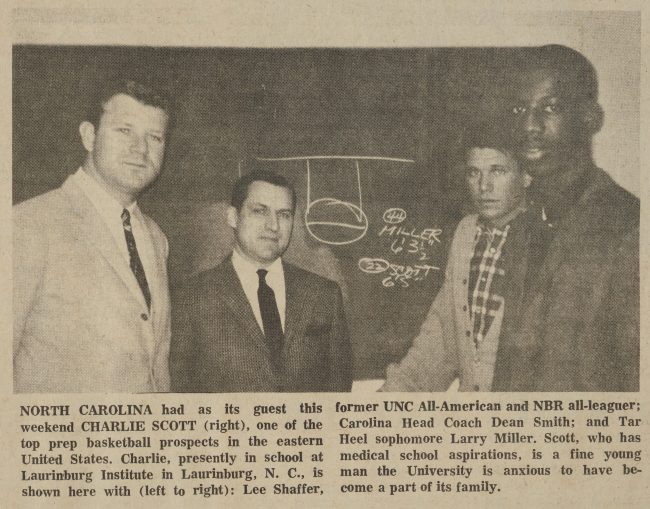 44
MILLER
6'3½"
22
SCOTT
6'5"
NORTH CAROLINA had as its guest this
weekend CHARLIE SCOTT (right), one of the
top prep basketball prospects in the eastern
United States. Charlie, presently in school at
Laurinburg Institute in Laurinburg, N. C., is
shown here with (left to right): Lee Shaffer,
former UNC All-American and NBR all-leaguer;
Carolina Head Coach Dean Smith; and Tar
Heel sophomore Larry Miller. Scott, who has
medical school aspirations, is a fine young
man the University is anxious to have be-
come a part of its family.